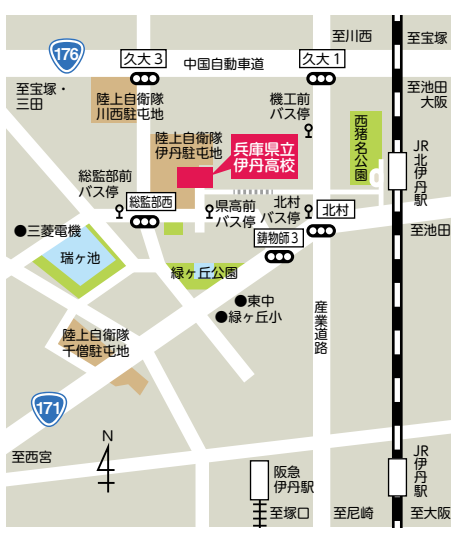 至川西
至宝塚
176
久大3
久大1
中国自動車道
至宝塚・
三田
至池田
大阪
陸上自衛隊
川西駐屯地
機工前
バス停
西猪名公園
陸上自衛隊
伊丹駐屯地
兵庫県立
伊丹高校
JR北伊丹駅
総監部前
バス停
総監部西
県高前
バス停
北村
バス停
北村
三菱電機
至池田
鋳物師3
瑞ヶ池
緑ヶ丘公園
東中
緑ヶ丘小
産業道路
陸上自衛隊
千僧駐屯地
171
N
至西宮
JR伊丹駅
阪急
伊丹駅
至塚口
至尼崎
至大阪